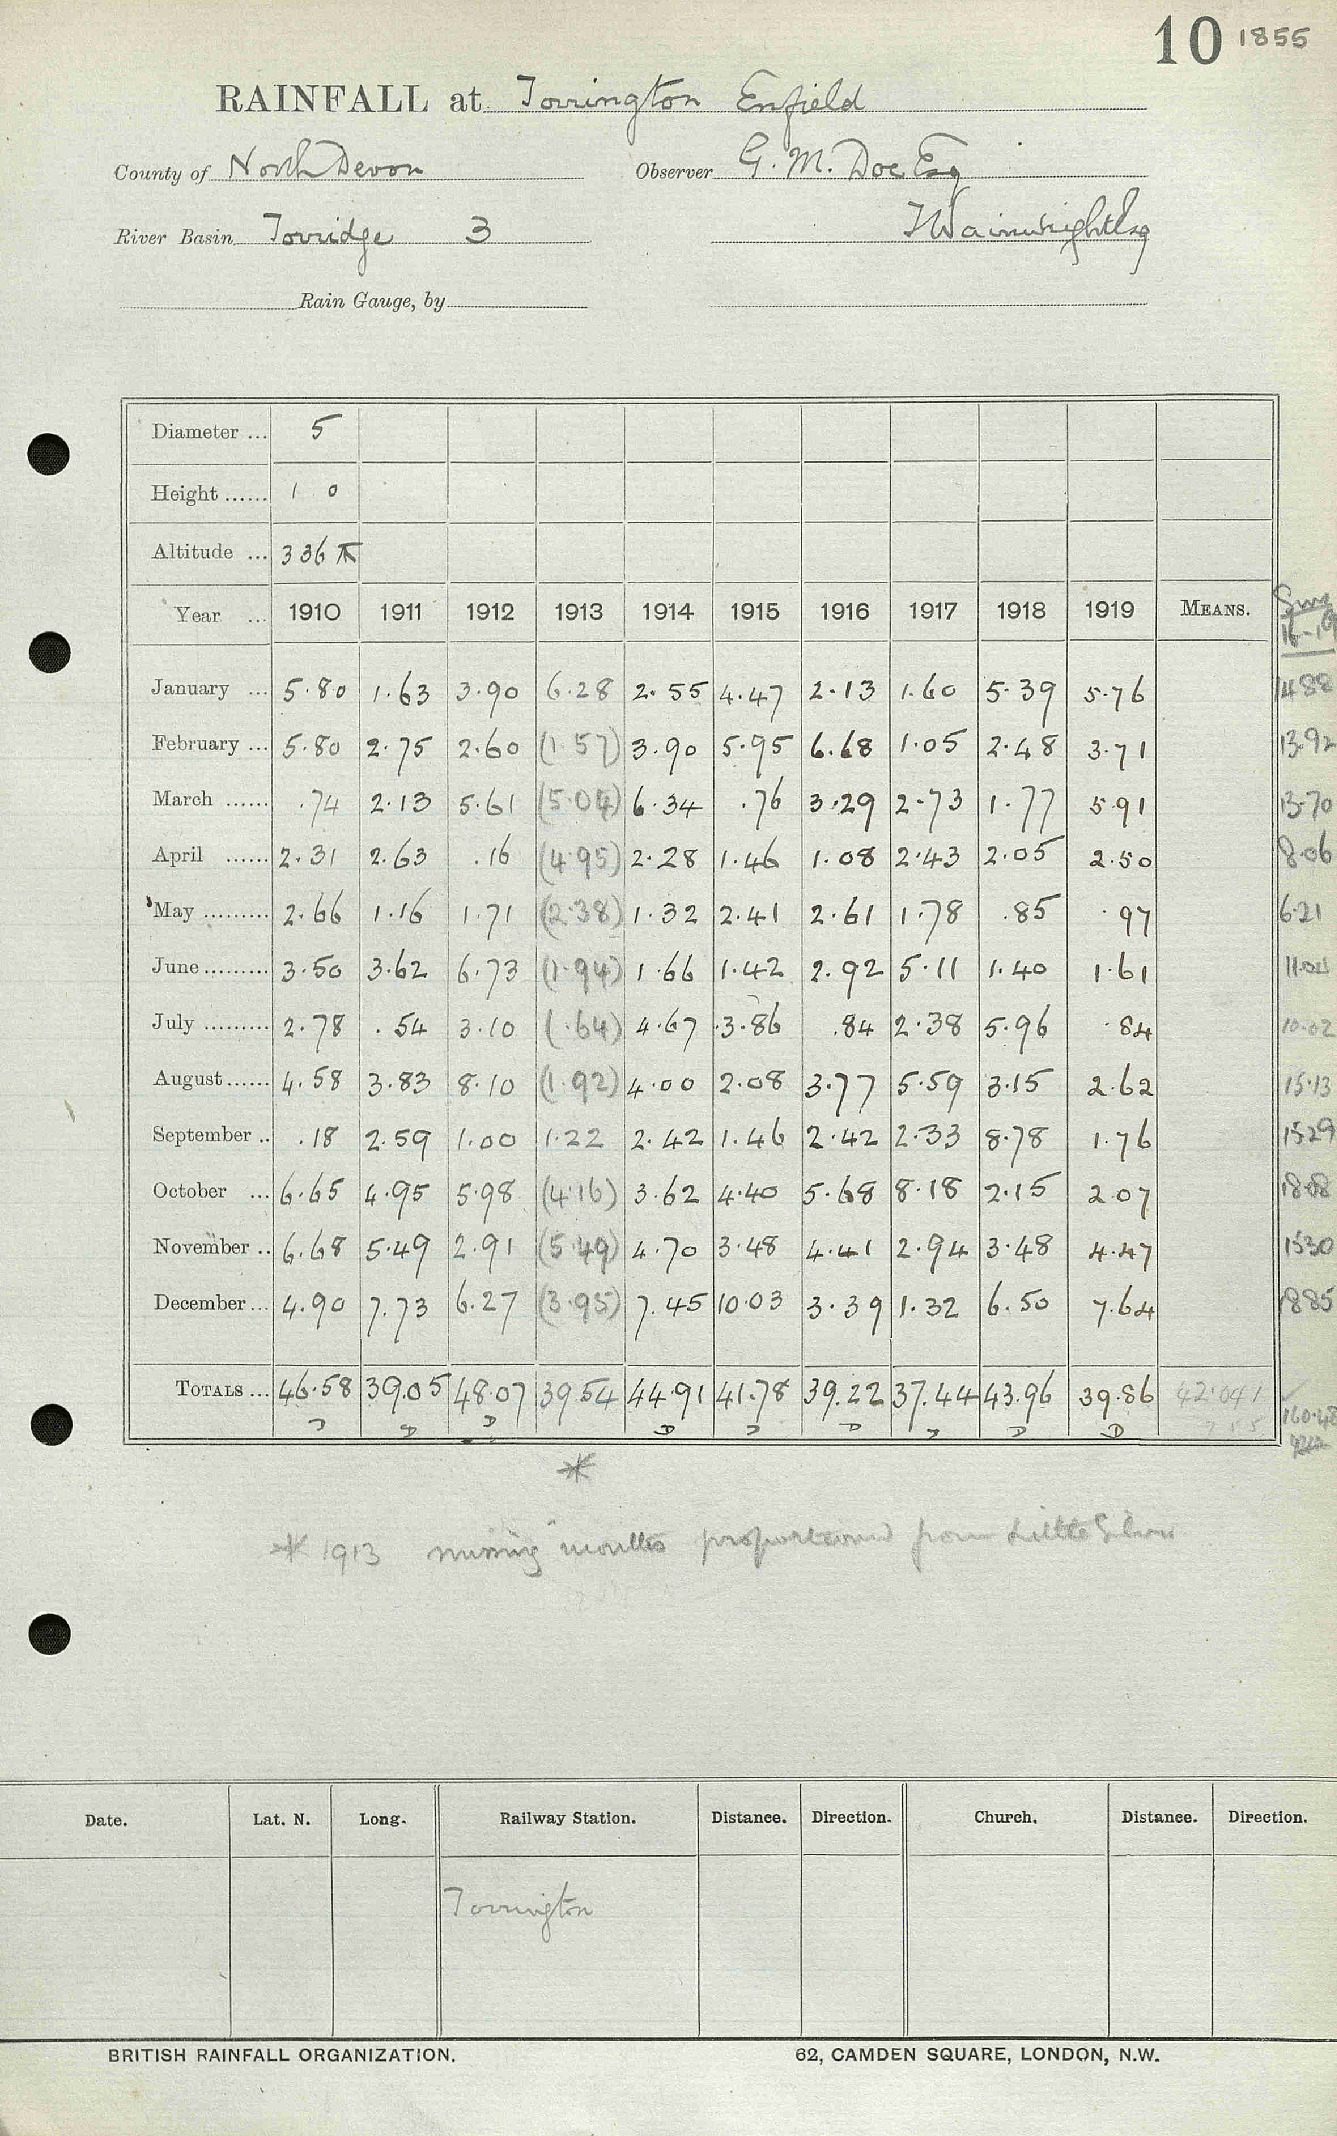 10 1855
RAINFALL at Torrington Enfield
County of North Devon Observer G. M. Doe Esq
River Basin Torridge 3 T Wainwright Esq
Rain Gauge, by
Diameter ... 5
Height ...... 1 0
Altitude ... 336
Year ... 1910 1911 1912 1913 1914 1915 1916 1917 1918 1919 MEANS. Sums 16-19
January ... 5.80 1.63 3.90 6.28 2.55 4.47 2.13 1.60 5.39 5.76 1488
February ... 5.80 2.75 2.60 (1.57) 3.90 5.95 6.68 1.05 2.48 3.71 13.92
March ...... .74 2.13 5.61 (5.04) 6.34 .76 3.29 2.73 1.77 5.91 13.70
April ...... 2.31 2.63 .16 (4.95) 2.28 1.46 1.08 2.43 2.05 2.50 8.06
May ......... 2.66 1.16 1.71 (2.38) 1.32 2.41 2.61 1.78 .85 .97 6.21
June ......... 3.50 3.62 6.73 (1.94) 1.66 1.42 2.92 5.11 1.40 1.61 11.04
July ......... 2.78 .54 3.10 (.64) 4.67 3.86 .84 2.38 5.96 .84 10.02
August ...... 4.58 3.83 8.10 (1.92) 4.00 2.08 3.77 5.59 3.15 2.62 15.13
September .. .18 2.59 1.00 1.22 2.42 1.46 2.42 2.33 8.78 1.76 1529
October ... 6.65 4.95 5.98 (4.16) 3.62 4.40 5.68 8.18 2.15 2.07 1808
November .. 6.68 5.49 2.91 (5.49) 4.70 3.48 4.41 2.94 3.48 4.47 1530
December ... 4.90 7.73 6.27 (3.95) 7.45 10.03 3.39 1.32 6.50 7.64 1885
TOTALS ... 46.58 39.05 48.07 39.54 44.91 41.78 39.22 37.44 43.96 39.86 42.041 160.48
D D D D D D D D D
*
* 1913 missing months proportioned from Little Silver
Date. Lat. N. Long. Railway Station. Distance. Direction. Church. Distance. Direction.
Torrington
BRITISH RAINFALL ORGANIZATION. 62, CAMDEN SQUARE, LONDON, N.W.